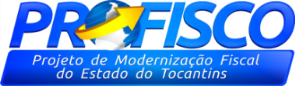 PROFISCO
Projeto de Modernização Fiscal
do Estado do Tocantins